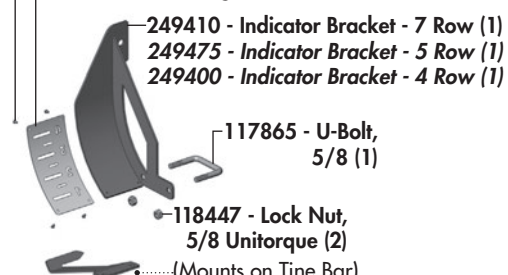 249410 - Indicator Bracket - 7 Row (1)
249475 - Indicator Bracket - 5 Row (1)
249400 - Indicator Bracket - 4 Row (1)
117865 - U-Bolt,
5/8 (1)
118447 - Lock Nut,
5/8 Unitorque (2)
(Mounts on Tine Bar)